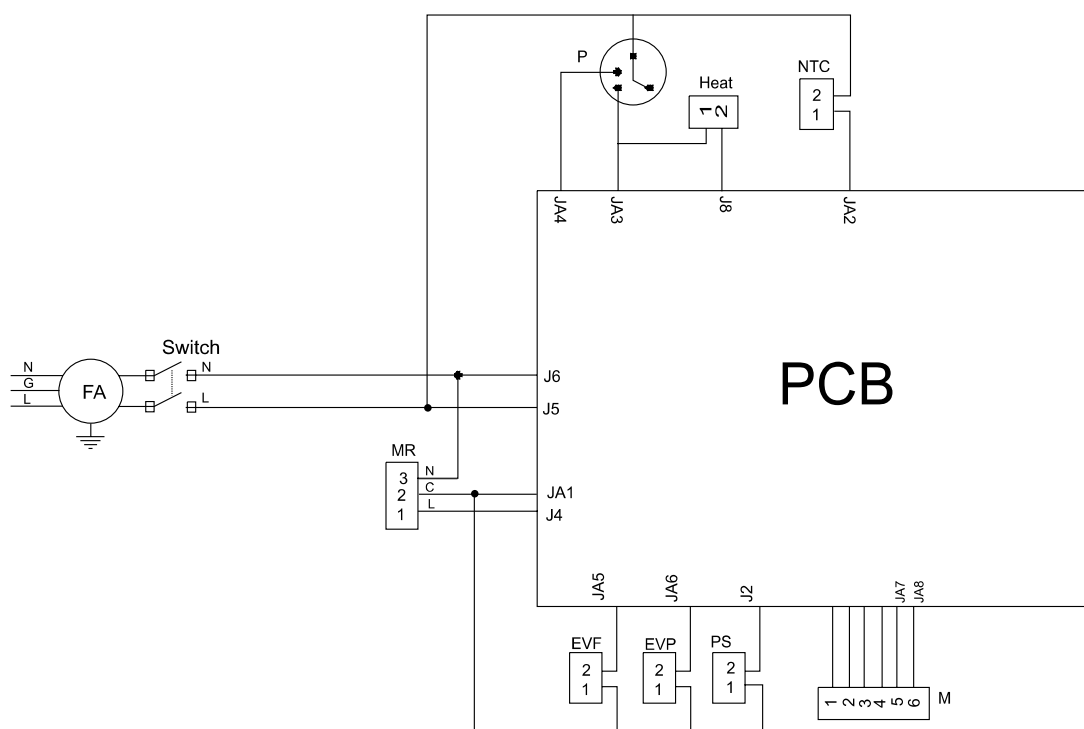 P
Heat
1
2
NTC
2
1
JA4
JA3
J8
JA2
Switch
N
G
L
FA
N
L
J6
J5
PCB
MR
3
2
1
N
C
L
JA1
J4
JA5
JA6
J2
JA7
JA8
EVF
2
1
EVP
2
1
PS
2
1
1 2 3 4 5 6
M